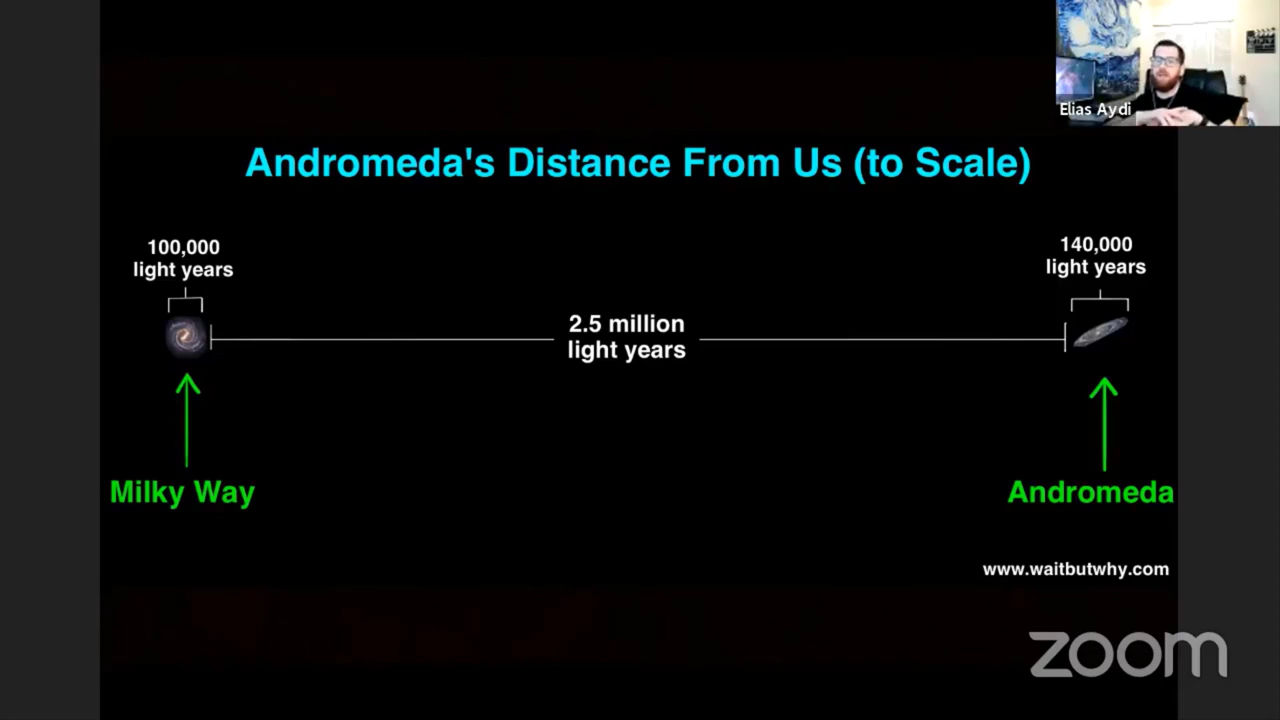 Elias Aydi
Andromeda's Distance From Us (to Scale)
100,000
light years
140,000
light years
2.5 million
light years
Milky Way
Andromeda
www.waitbutwhy.com
zoom